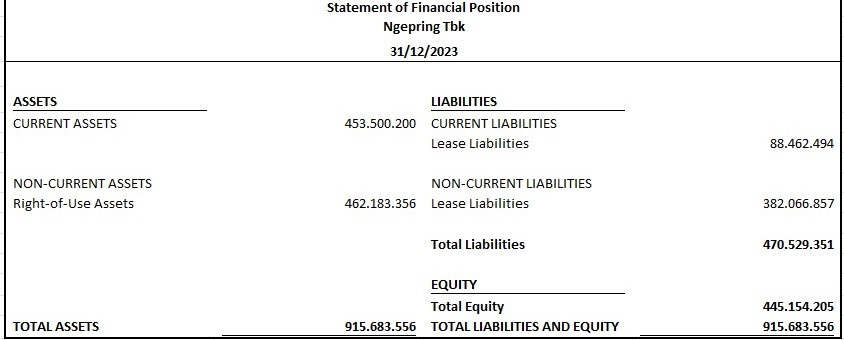 Statement of Financial Position
Ngepring Tbk
31/12/2023
ASSETS LIABILITIES
CURRENT ASSETS 453.500.200 CURRENT LIABILITIES
Lease Liabilities 88.462.494
NON-CURRENT ASSETS NON-CURRENT LIABILITIES
Right-of-Use Assets 462.183.356 Lease Liabilities 382.066.857
Total Liabilities 470.529.351
EQUITY
Total Equity 445.154.205
TOTAL ASSETS 915.683.556 TOTAL LIABILITIES AND EQUITY 915.683.556